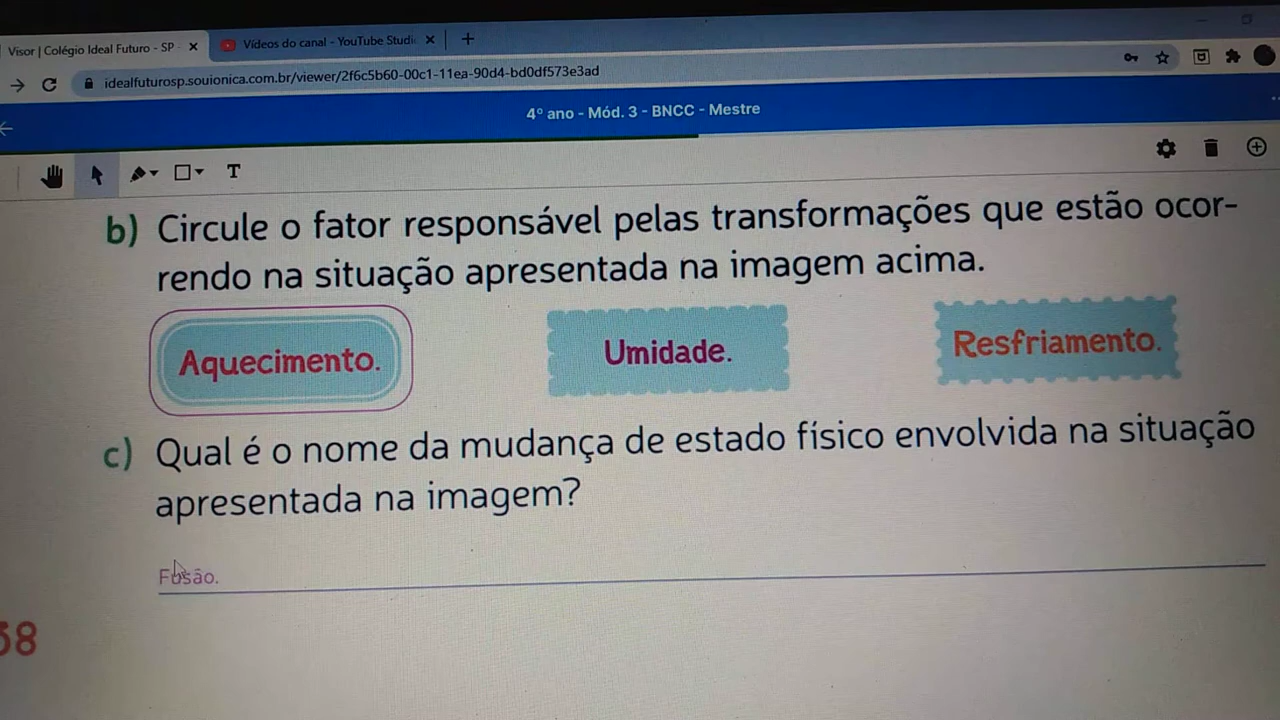 Visor | Colégio Ideal Futuro - SP -
Vídeos do canal - YouTube Studi
idealfuturosp.souionica.com.br/viewer/2f6c5b60-00c1-11ea-90d4-bd0df573e3ad
4º ano - Mód. 3 - BNCC - Mestre
T
b) Circule o fator responsável pelas transformações que estão ocor-
rendo na situação apresentada na imagem acima.
Aquecimento. Umidade. Resfriamento.
c) Qual é o nome da mudança de estado físico envolvida na situação
apresentada na imagem?
Fusão.